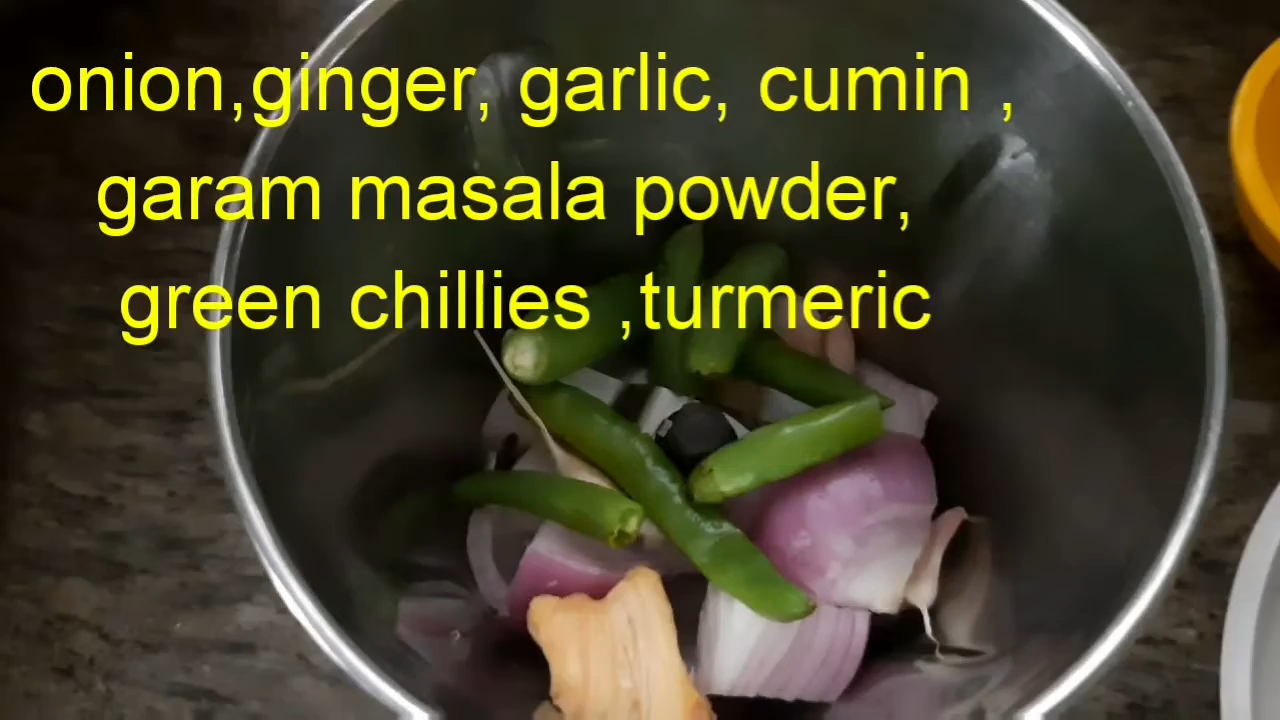 onion,ginger, garlic, cumin ,
garam masala powder,
green chillies ,turmeric